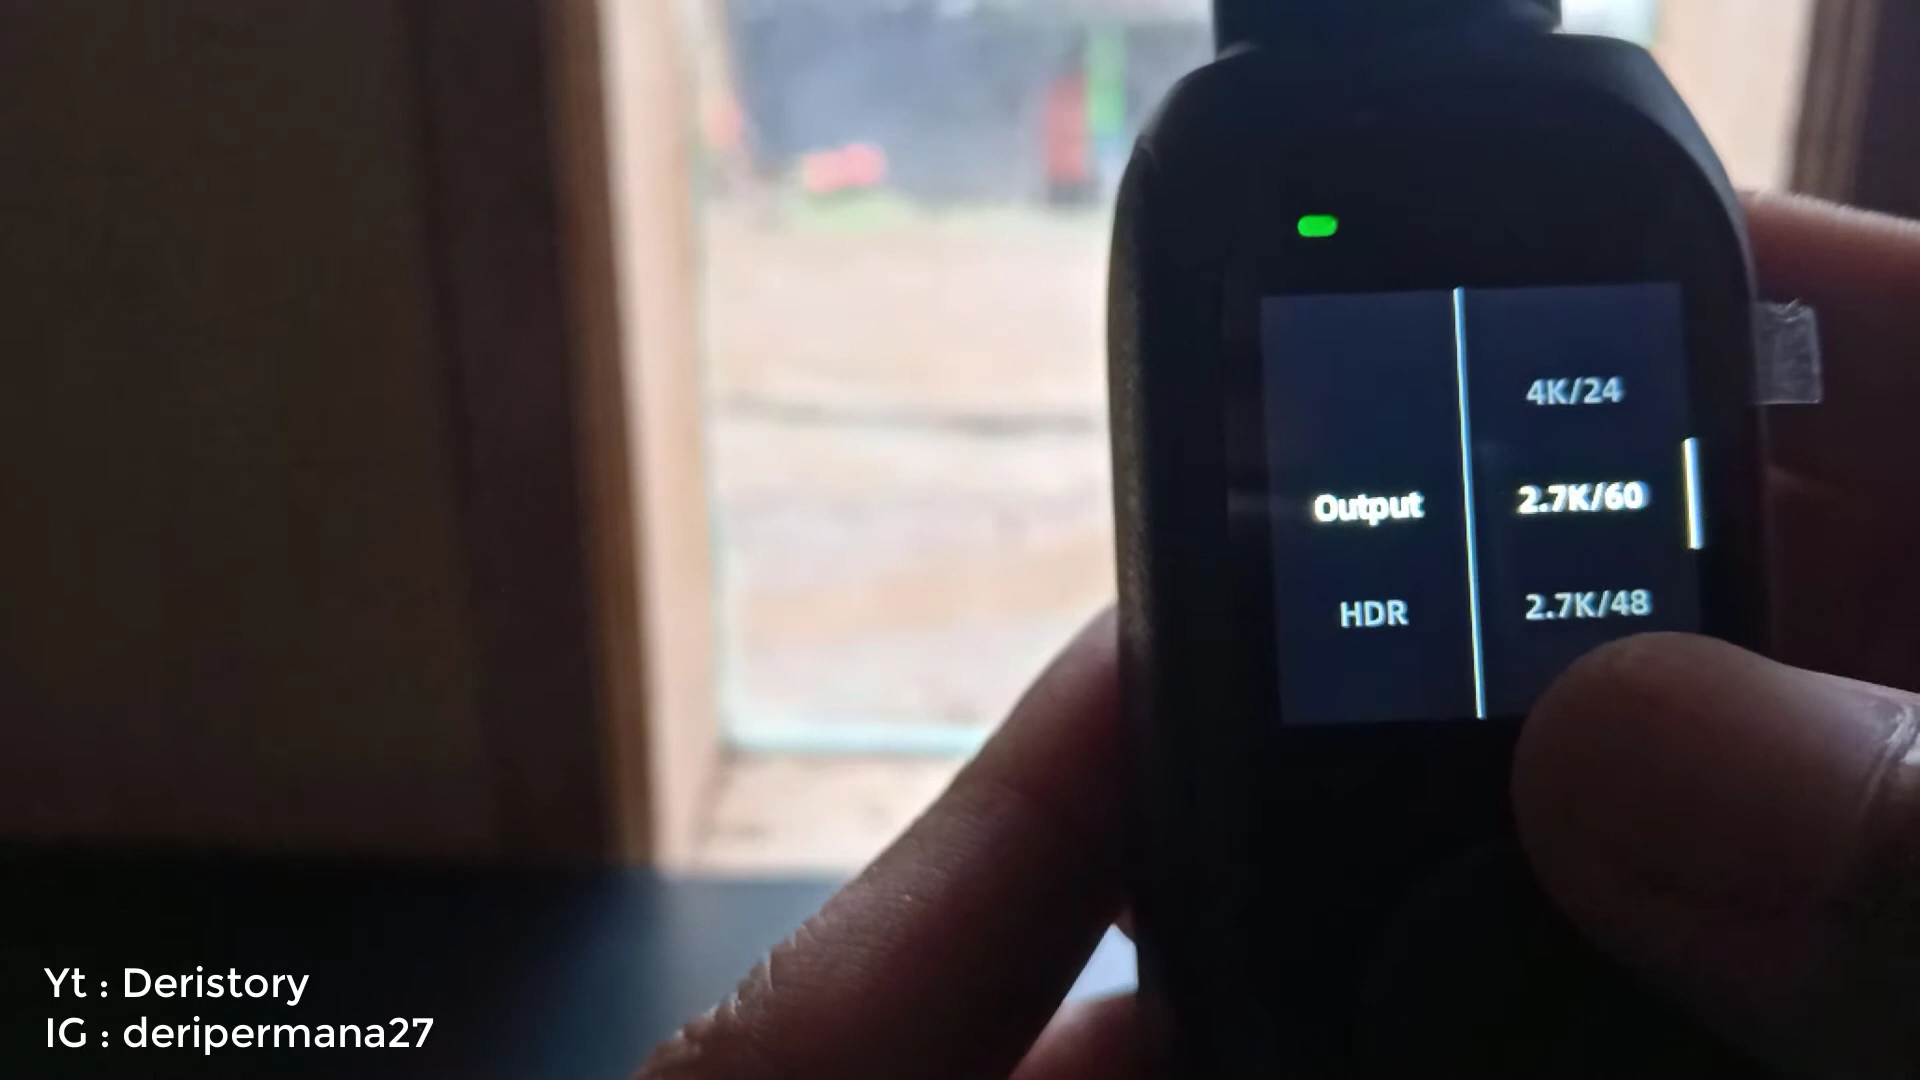 4K/24
Output 2.7K/60
HDR 2.7K/48
Yt : Deristory
IG : deripermana27